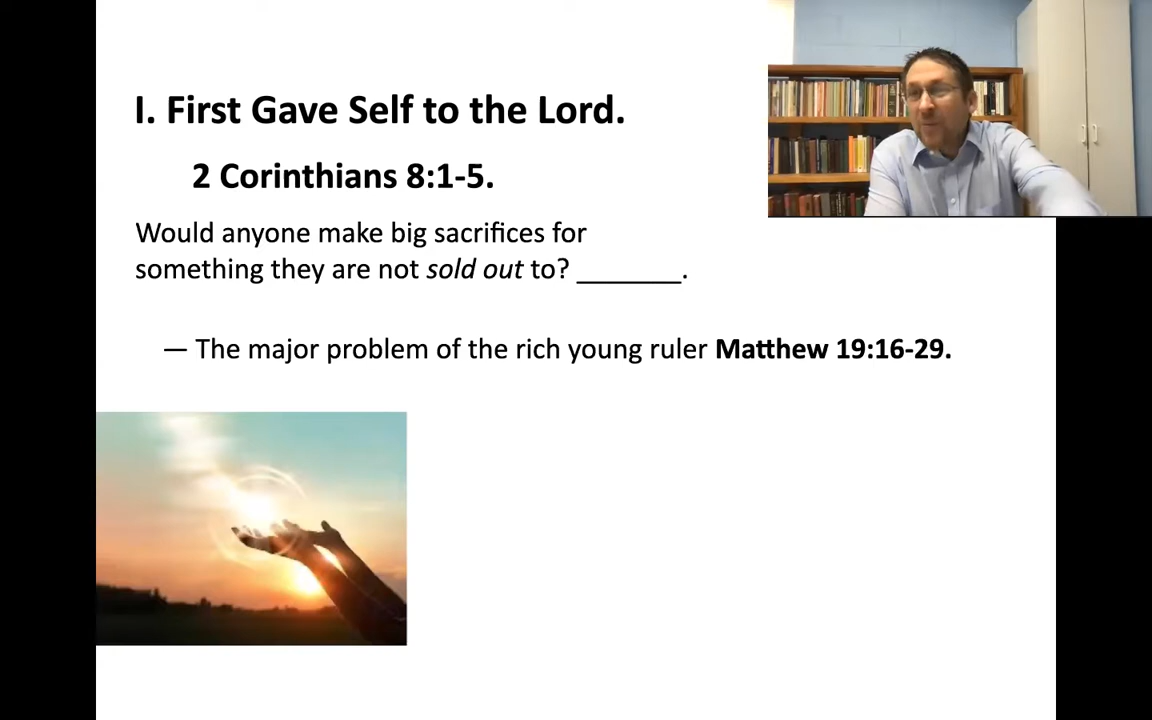 I. First Gave Self to the Lord.
2 Corinthians 8:1-5.
Would anyone make big sacrifices for
something they are not sold out to? _______.
— The major problem of the rich young ruler Matthew 19:16-29.